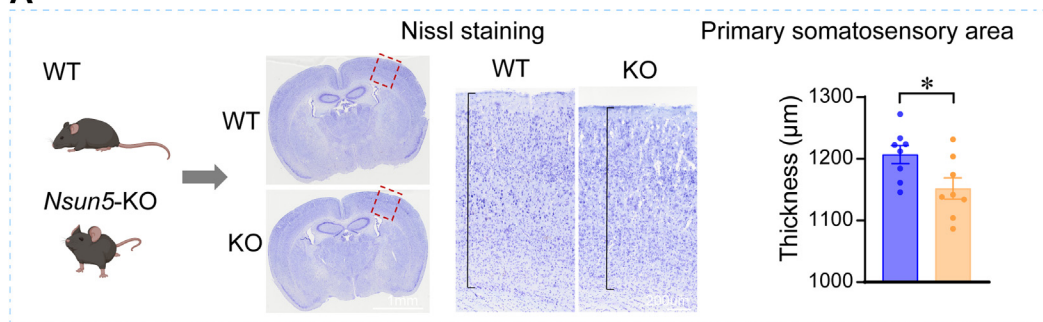 A
Nissl staining
Primary somatosensory area
WT
Nsun5-KO
WT
KO
1mm
WT
KO
200μm
Thickness (μm)
1300
1200
1100
1000
*